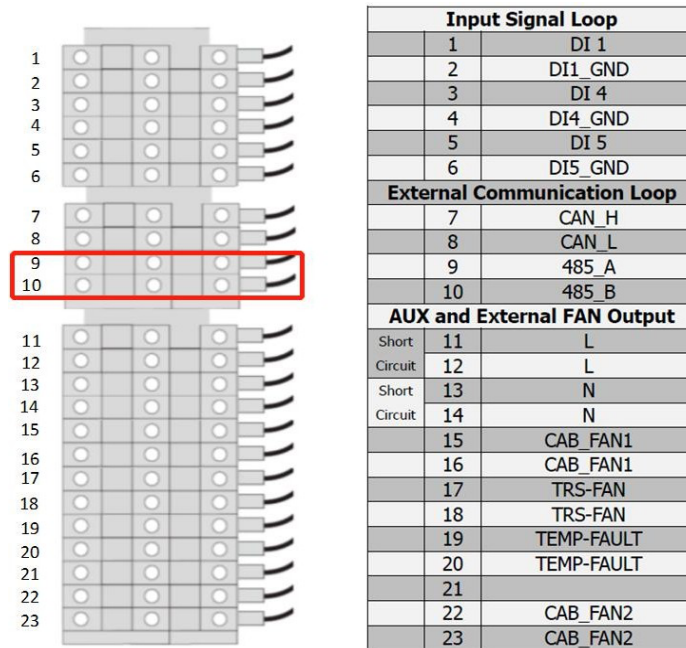 1
2
3
4
5
6
7
8
9
10
11
12
13
14
15
16
17
18
19
20
21
22
23
Input Signal Loop
1 DI 1
2 DI1_GND
3 DI 4
4 DI4_GND
5 DI 5
6 DI5_GND
External Communication Loop
7 CAN_H
8 CAN_L
9 485_A
10 485_B
AUX and External FAN Output
Short 11 L
Circuit 12 L
Short 13 N
Circuit 14 N
15 CAB_FAN1
16 CAB_FAN1
17 TRS-FAN
18 TRS-FAN
19 TEMP-FAULT
20 TEMP-FAULT
21
22 CAB_FAN2
23 CAB_FAN2